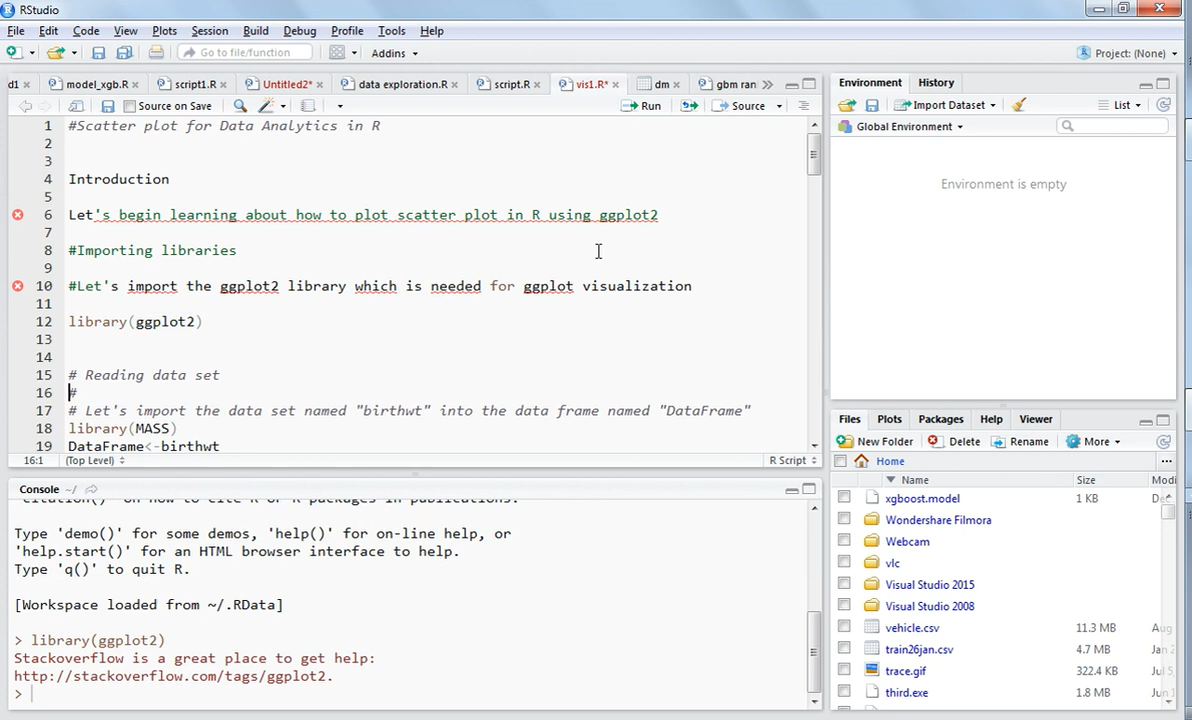 RStudio
File Edit Code View Plots Session Build Debug Profile Tools Help
Go to file/function Addins Project: (None)
d1 model_xgb.R script1.R Untitled2* data exploration.R script.R vis1.R* dm gbm ran
Source on Save Run Source
1 #Scatter plot for Data Analytics in R
2
3
4 Introduction
5
6 Let's begin learning about how to plot scatter plot in R using ggplot2
7
8 #Importing libraries
9
10 #Let's import the ggplot2 library which is needed for ggplot visualization
11
12 library(ggplot2)
13
14
15 # Reading data set
16 #
17 # Let's import the data set named "birthwt" into the data frame named "DataFrame"
18 library(MASS)
19 DataFrame<-birthwt
16:1 (Top Level) R Script
Console ~/
Type 'demo()' for some demos, 'help()' for on-line help, or
'help.start()' for an HTML browser interface to help.
Type 'q()' to quit R.
[Workspace loaded from ~/.RData]
> library(ggplot2)
Stackoverflow is a great place to get help:
http://stackoverflow.com/tags/ggplot2.
>
Environment History
Import Dataset List
Global Environment
Environment is empty
Files Plots Packages Help Viewer
New Folder Delete Rename More
Home
Name Size Modi
xgboost.model 1 KB De
Wondershare Filmora
Webcam
vlc
Visual Studio 2015
Visual Studio 2008
vehicle.csv 11.3 MB Aug
train26jan.csv 4.7 MB Jan
trace.gif 322.4 KB Jul 5
third.exe 1.8 MB Jun